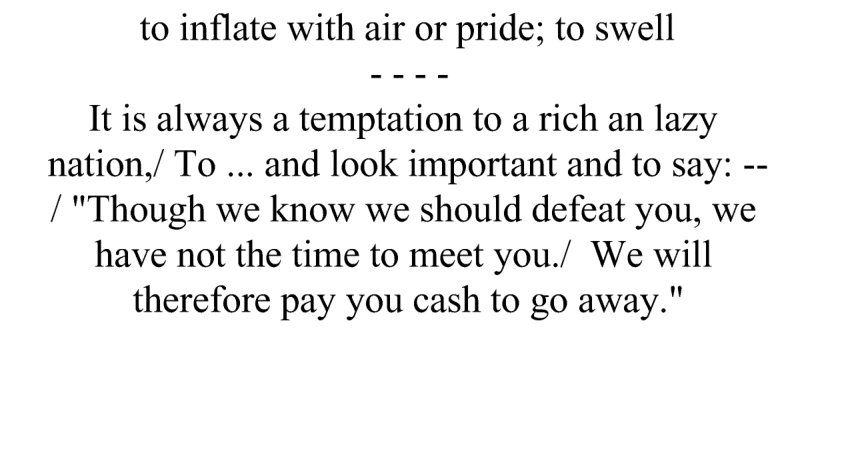 to inflate with air or pride; to swell
- - - -
It is always a temptation to a rich an lazy
nation,/ To ... and look important and to say: --
/ "Though we know we should defeat you, we
have not the time to meet you./  We will
therefore pay you cash to go away."